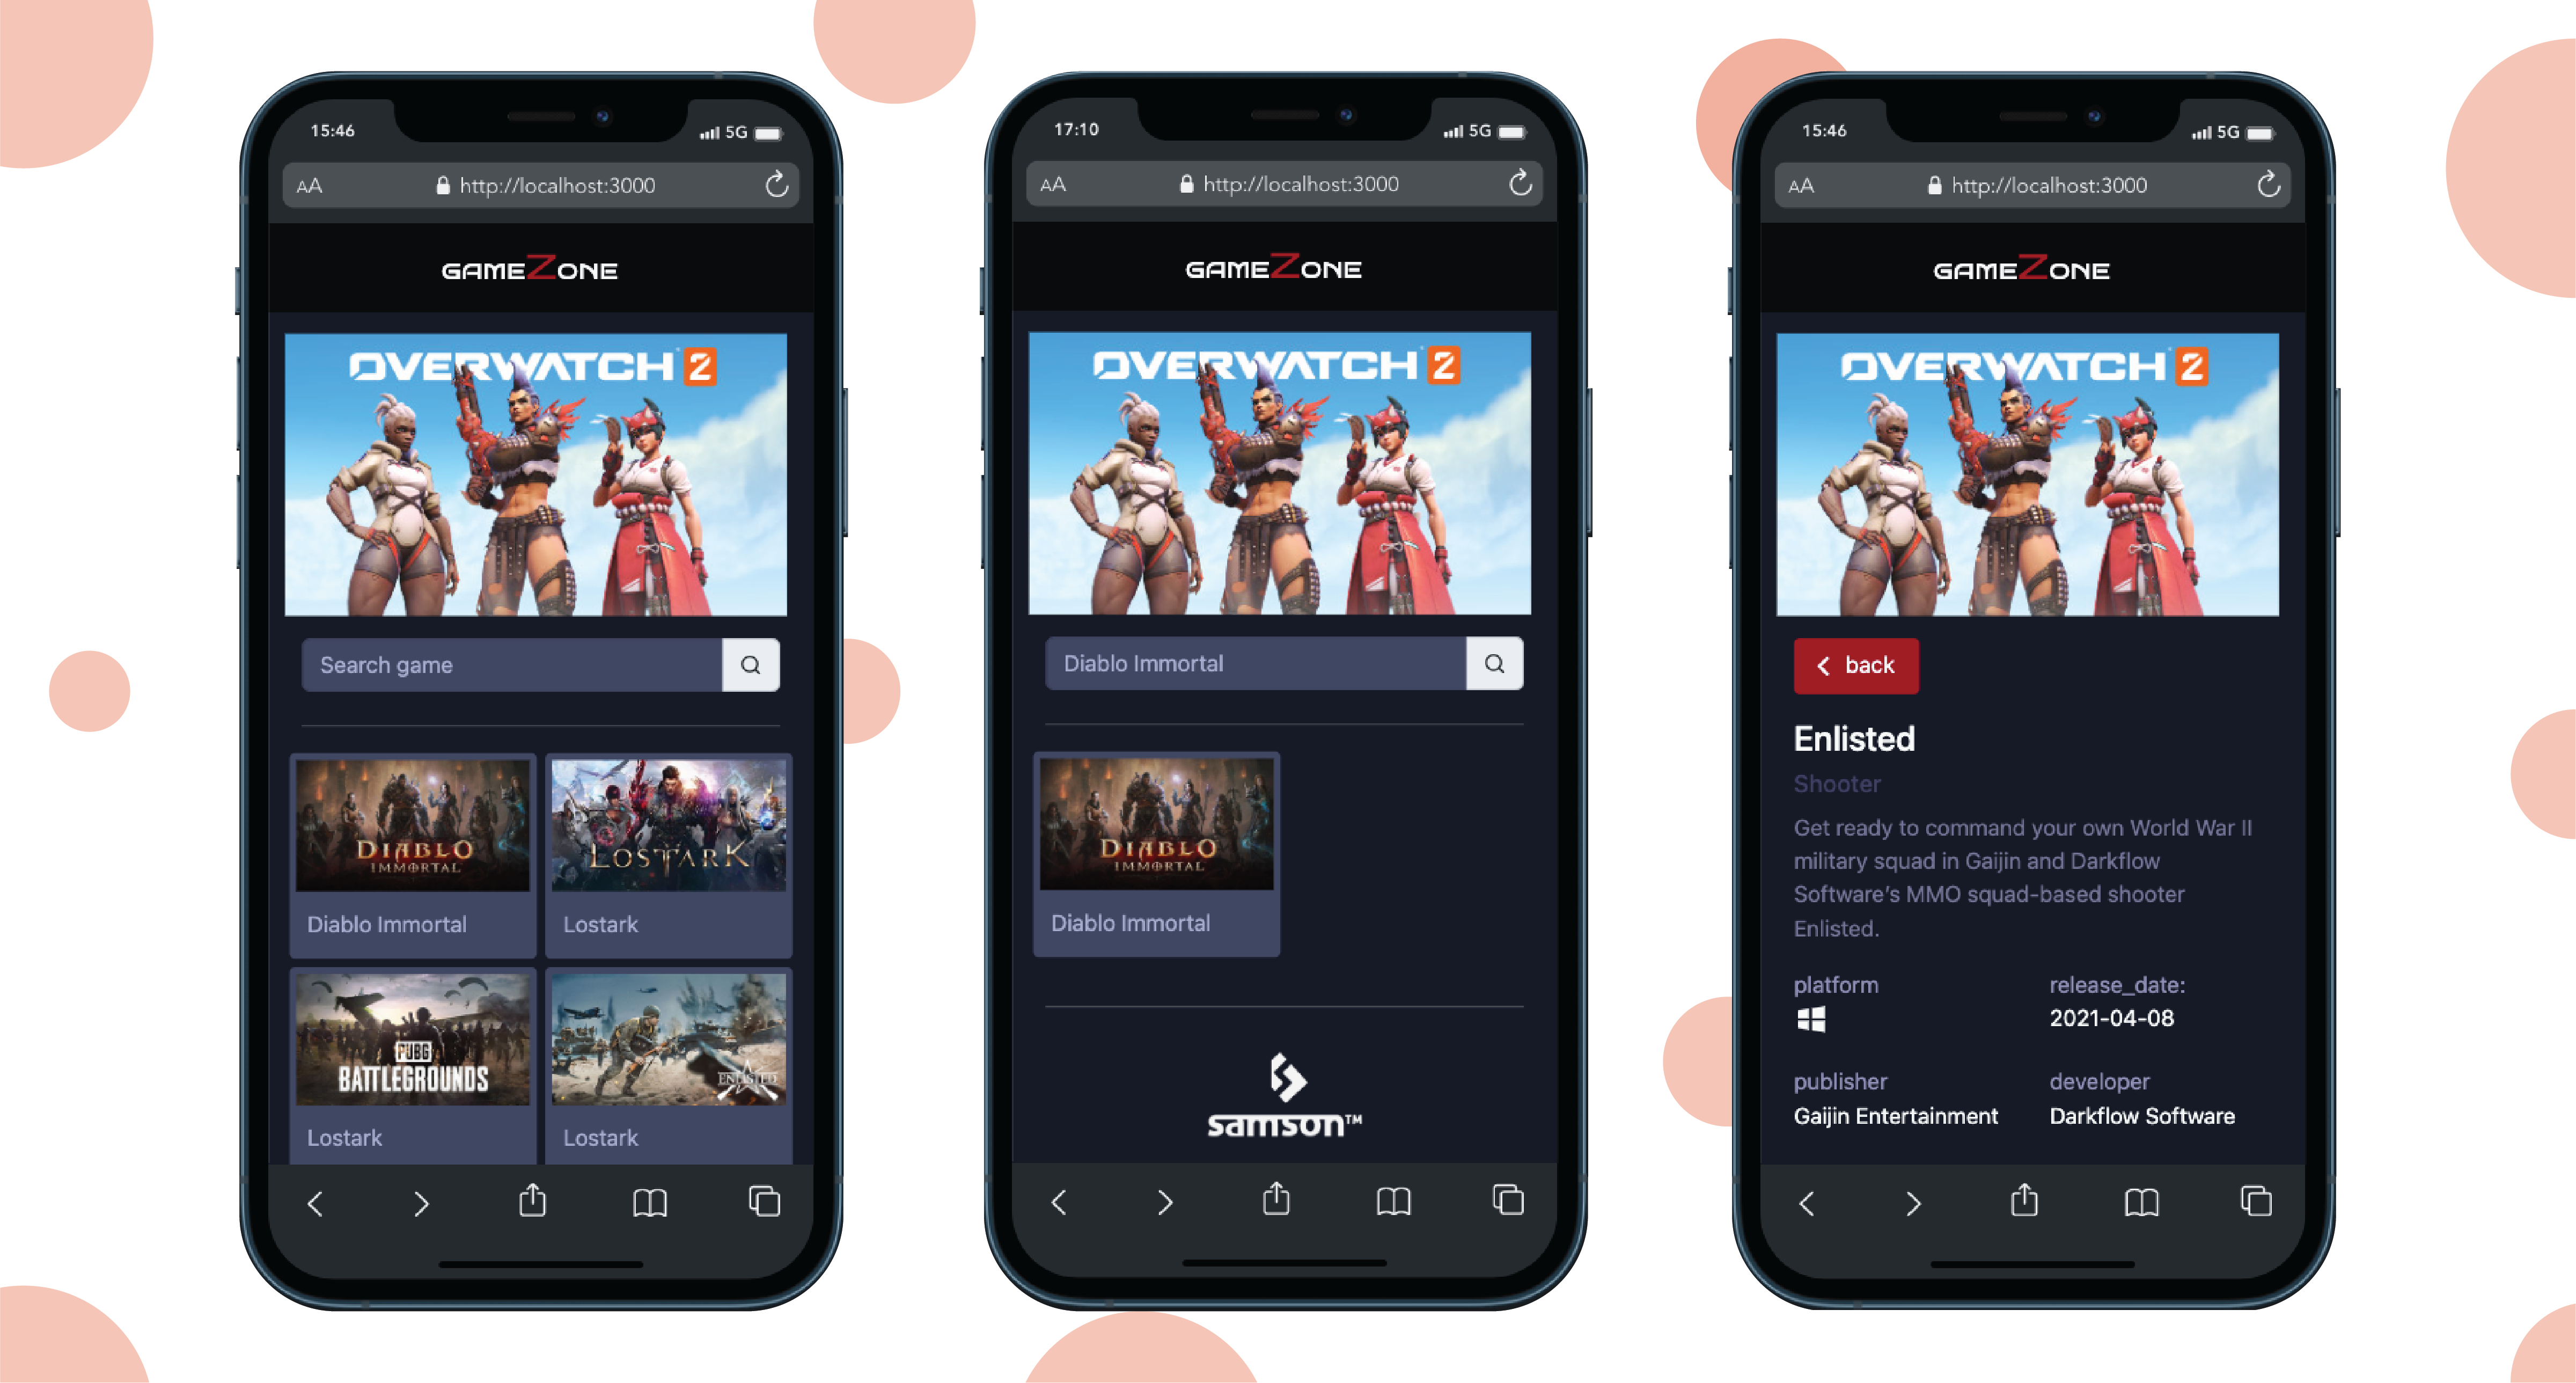 15:46
5G
AA
http://localhost:3000
GAMEZONE
OVERWATCH 2
Search game
DIABLO
IMMORTAL
LOST ARK
Diablo Immortal
Lostark
PUBG
BATTLEGROUNDS
ENLISTED
Lostark
Lostark
17:10
5G
AA
http://localhost:3000
GAMEZONE
OVERWATCH 2
Diablo Immortal
DIABLO
IMMORTAL
Diablo Immortal
samson™
15:46
5G
AA
http://localhost:3000
GAMEZONE
OVERWATCH 2
back
Enlisted
Shooter
Get ready to command your own World War II
military squad in Gaijin and Darkflow
Software's MMO squad-based shooter
Enlisted.
platform
release_date:
2021-04-08
publisher
developer
Gaijin Entertainment
Darkflow Software